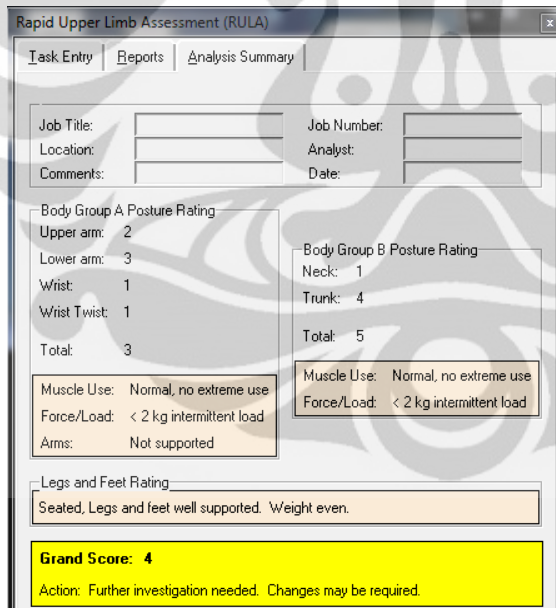 Rapid Upper Limb Assessment (RULA)
x
Task Entry Reports Analysis Summary
Job Title: Job Number:
Location: Analyst:
Comments: Date:
Body Group A Posture Rating
Upper arm: 2
Lower arm: 3
Wrist: 1
Wrist Twist: 1
Total: 3
Muscle Use: Normal, no extreme use
Force/Load: < 2 kg intermittent load
Arms: Not supported
Body Group B Posture Rating
Neck: 1
Trunk: 4
Total: 5
Muscle Use: Normal, no extreme use
Force/Load: < 2 kg intermittent load
Legs and Feet Rating
Seated, Legs and feet well supported. Weight even.
Grand Score: 4
Action: Further investigation needed. Changes may be required.